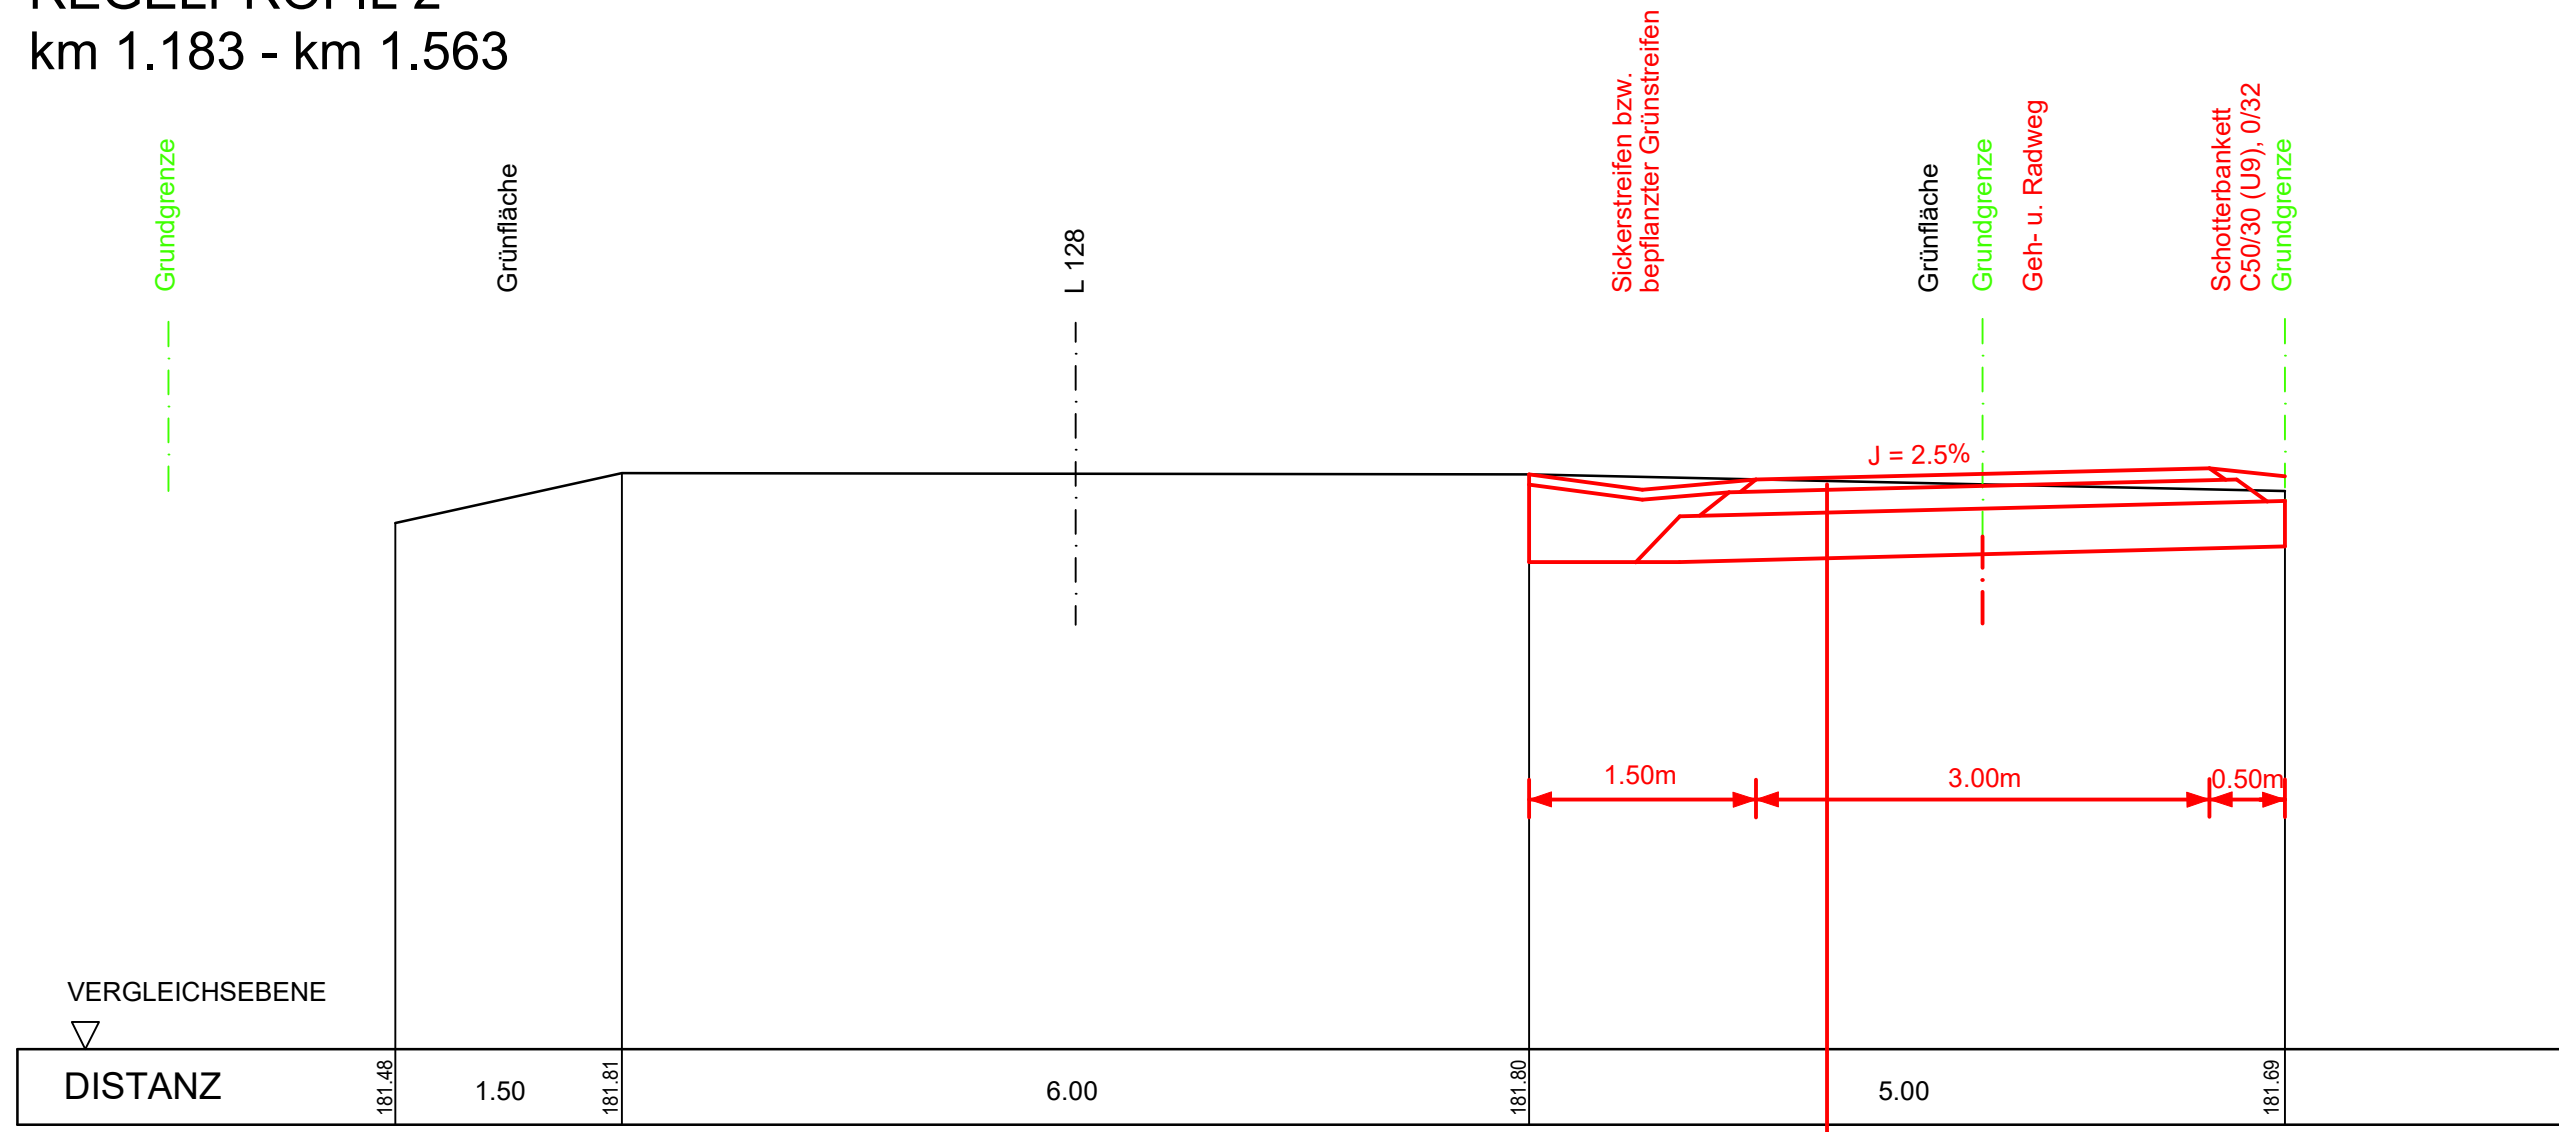 REGELPROFIL 2
km 1.183 - km 1.563
Grundgrenze
Grünfläche
L 128
Sickerstreifen bzw.
bepflanzter Grünstreifen
Grünfläche
Grundgrenze
Geh- u. Radweg
Schotterbankett
C50/30 (U9), 0/32
Grundgrenze
J = 2.5%
1.50m
3.00m
0.50m
VERGLEICHSEBENE
DISTANZ
181.48
1.50
181.81
6.00
181.80
5.00
181.69